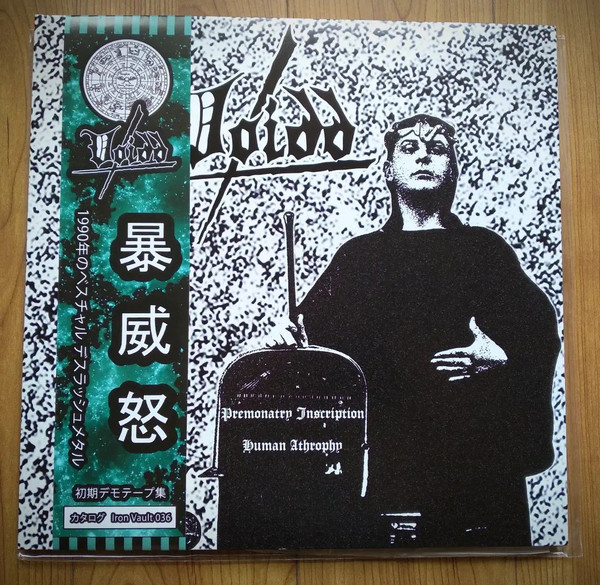 Voidd
Voidd
暴威怒
1990年のベスチャル デスラッシュメタル
初期デモテープ集
カタログ Iron Vault 036
Premonatry Inscription
Human Athrophy